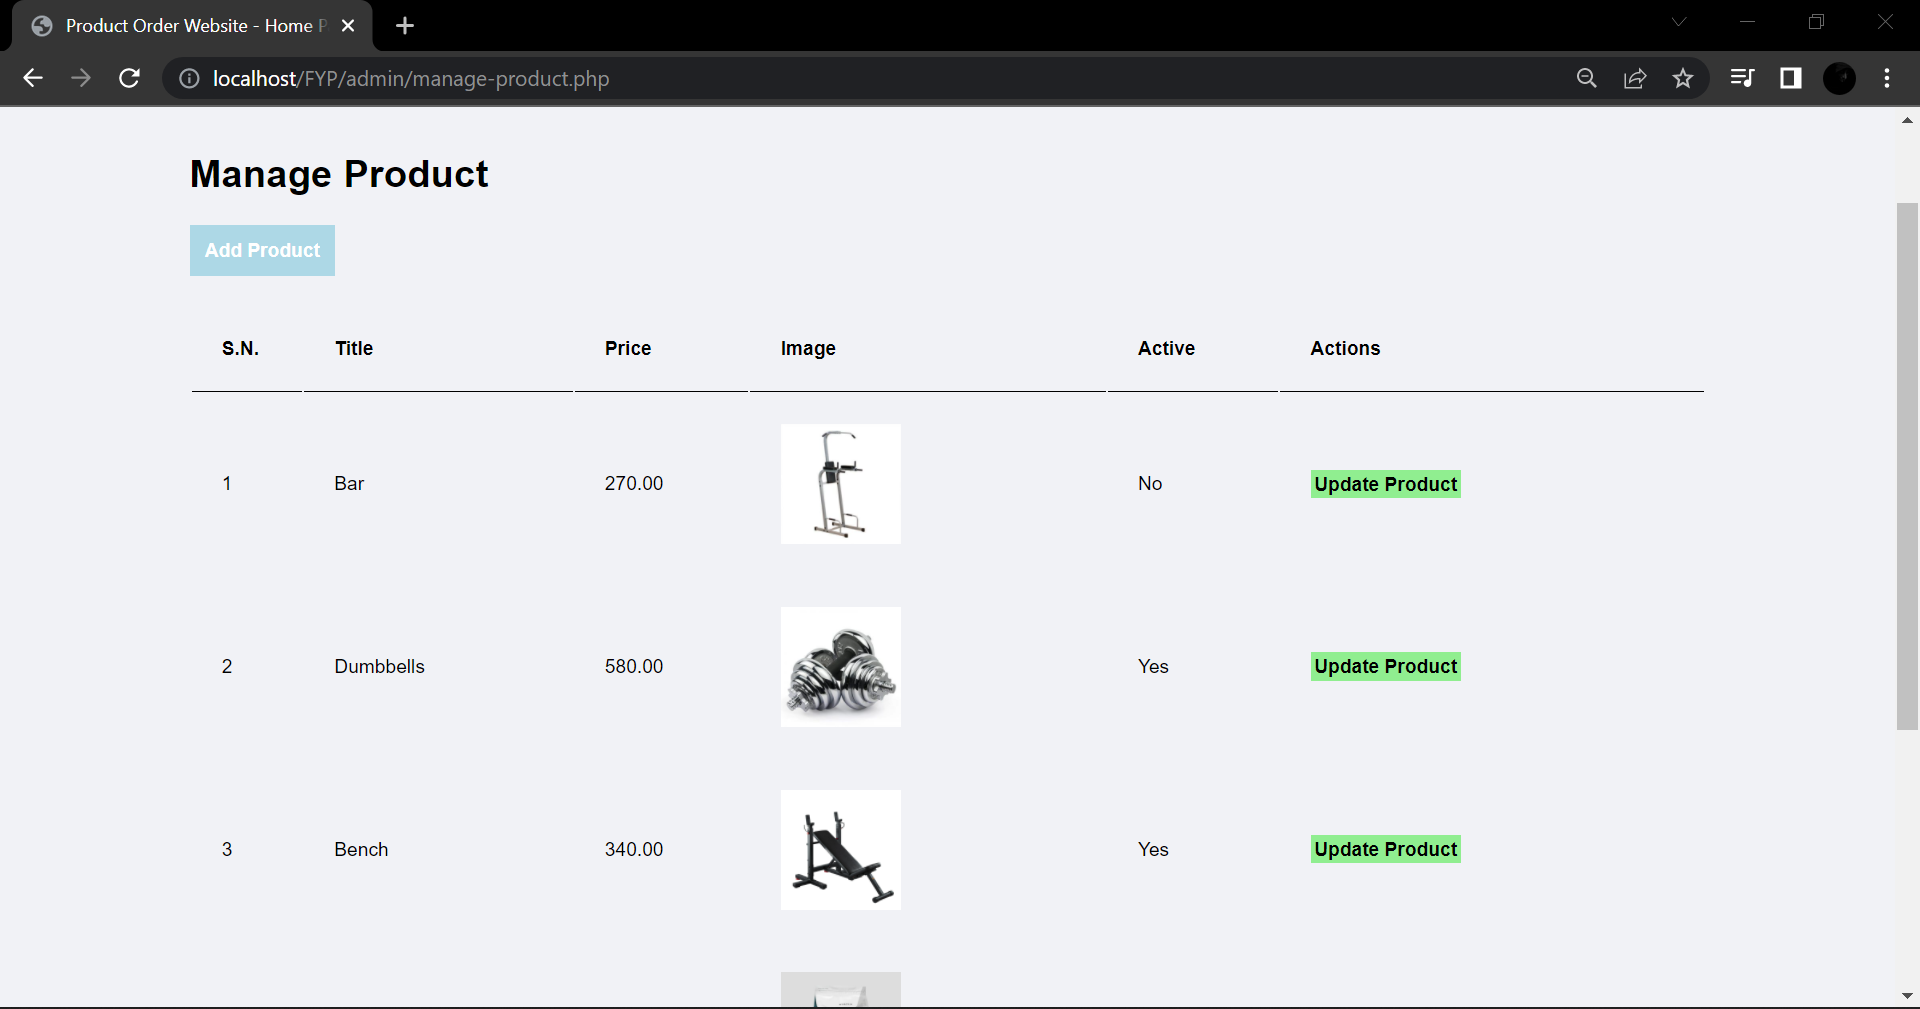 Product Order Website - Home P
localhost/FYP/admin/manage-product.php
Manage Product
Add Product
S.N. Title Price Image Active Actions
1 Bar 270.00 No Update Product
2 Dumbbells 580.00 Yes Update Product
3 Bench 340.00 Yes Update Product